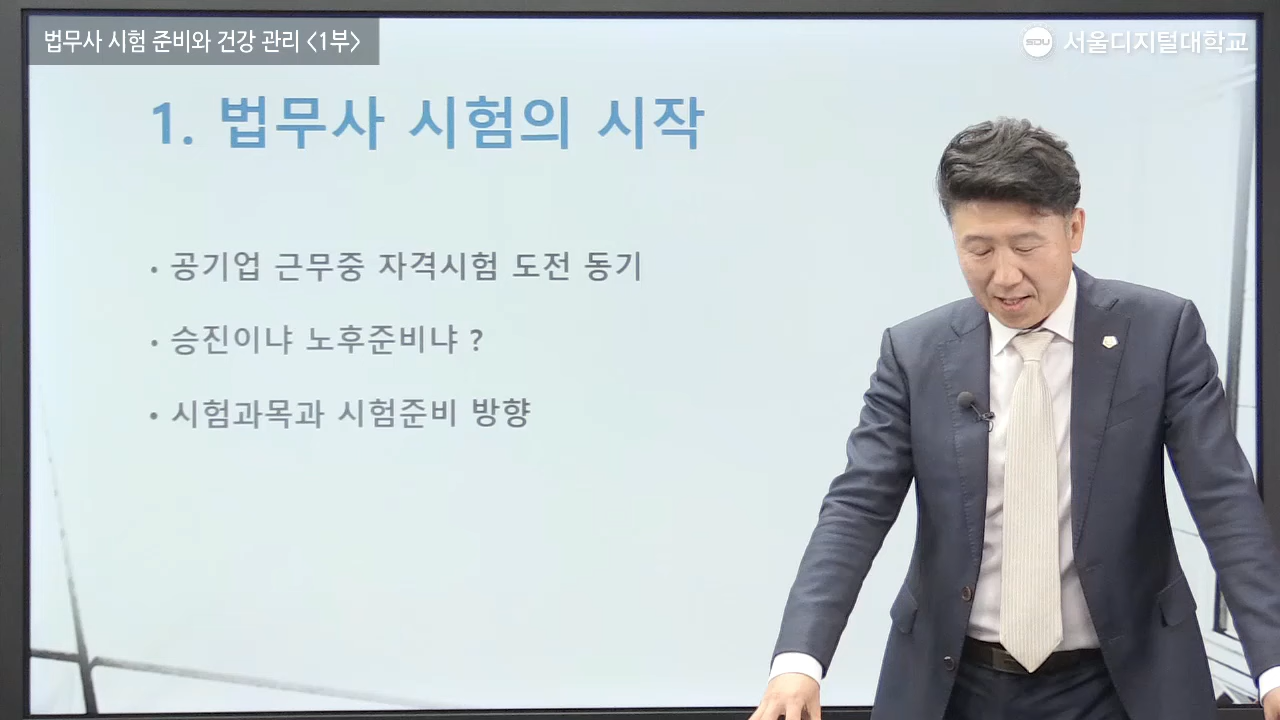 법무사 시험 준비와 건강 관리 <1부>
SDU 서울디지털대학교
1. 법무사 시험의 시작
• 공기업 근무중 자격시험 도전 동기
• 승진이냐 노후준비냐 ?
• 시험과목과 시험준비 방향